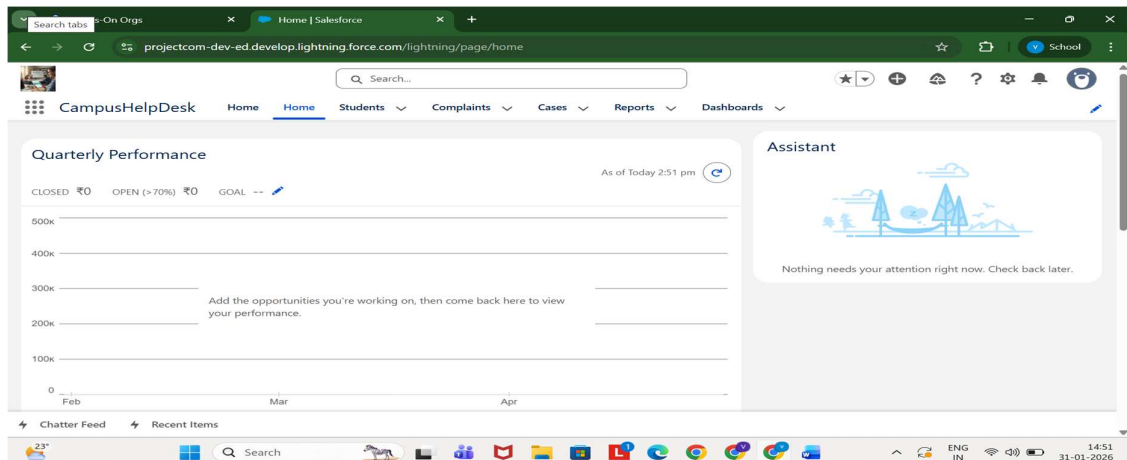 s-On Orgs
Home | Salesforce
Search tabs
projectcom-dev-ed.develop.lightning.force.com/lightning/page/home
School
Search...
CampusHelpDesk Home Home Students Complaints Cases Reports Dashboards
Quarterly Performance
As of Today 2:51 pm
CLOSED ₹0 OPEN (>70%) ₹0 GOAL --
500K
400K
300K
200K
100K
0
Add the opportunities you're working on, then come back here to view
your performance.
Feb Mar Apr
Assistant
Nothing needs your attention right now. Check back later.
Chatter Feed Recent Items
23°
Search
ENG
IN
14:51
31-01-2026